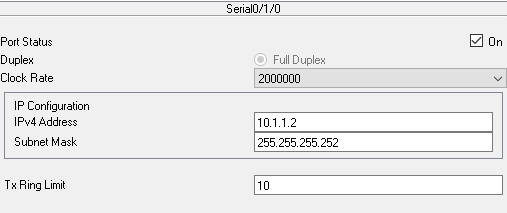 Serial0/1/0
Port Status On
Duplex Full Duplex
Clock Rate 2000000
IP Configuration
IPv4 Address 10.1.1.2
Subnet Mask 255.255.255.252
Tx Ring Limit 10